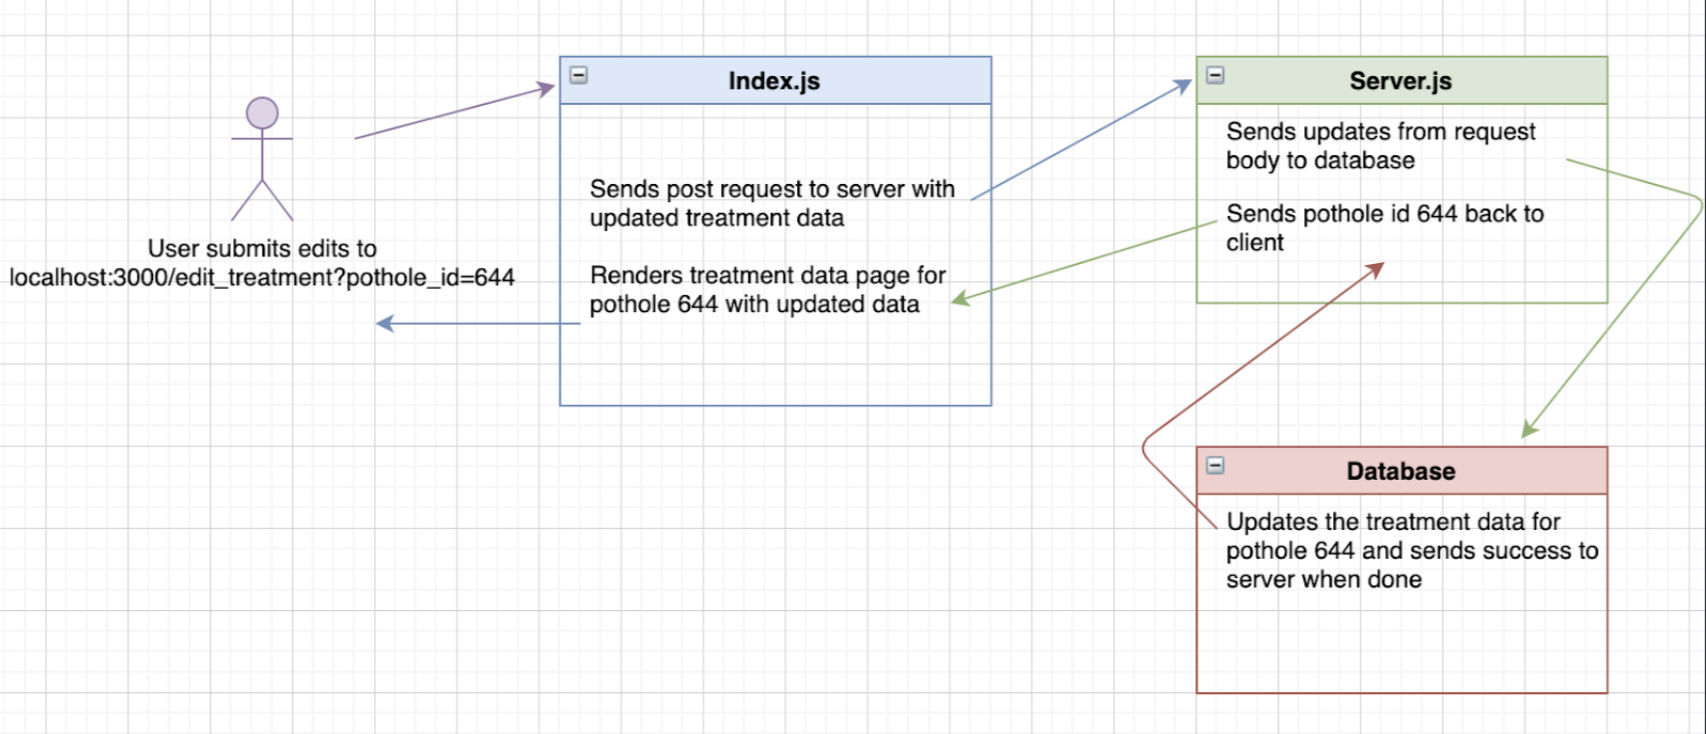 User submits edits to
localhost:3000/edit_treatment?pothole_id=644
Index.js
Sends post request to server with
updated treatment data
Renders treatment data page for
pothole 644 with updated data
Server.js
Sends updates from request
body to database
Sends pothole id 644 back to
client
Database
Updates the treatment data for
pothole 644 and sends success to
server when done